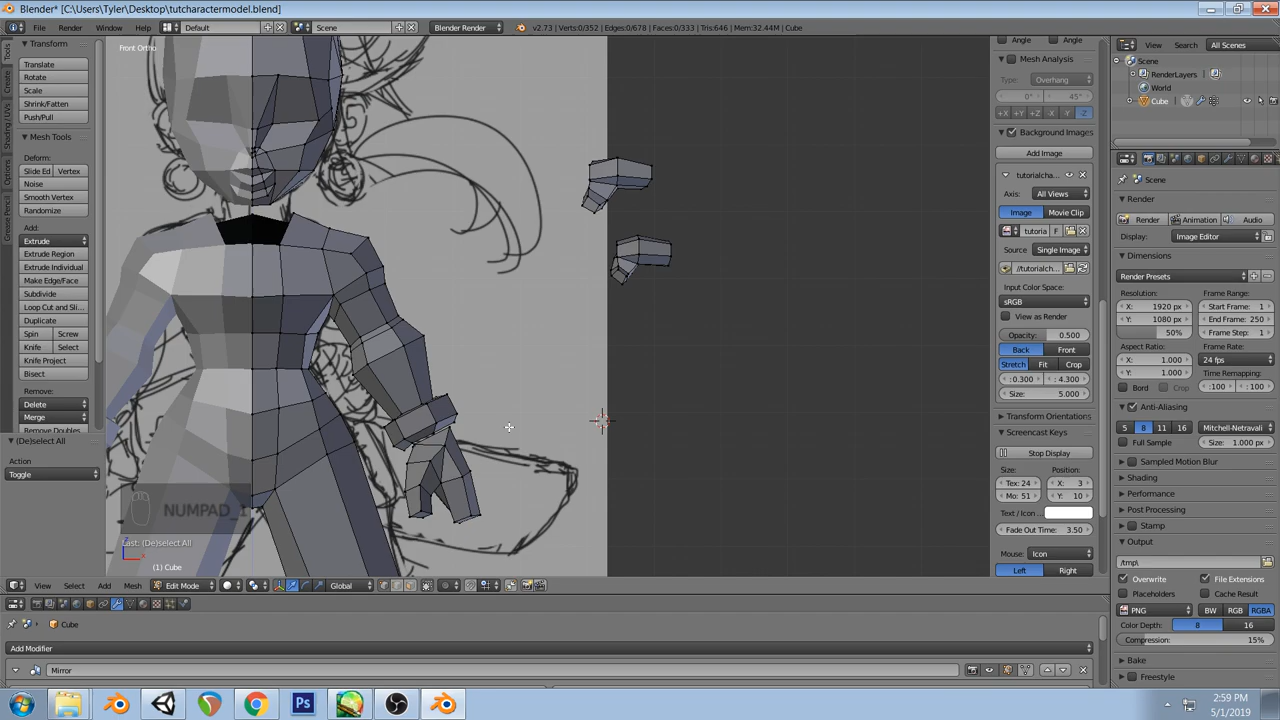 Blender* [C:\Users\Tyler\Desktop\tutcharactermodel.blend]
File Render Window Help Default Scene Blender Render v2.73 | Verts:0/352 | Edges:0/678 | Faces:0/333 | Tris:646 | Mem:32.44M | Cube
Transform
Translate
Rotate
Scale
Shrink/Fatten
Push/Pull
Mesh Tools
Deform:
Slide Ed Vertex
Noise
Smooth Vertex
Randomize
Add:
Extrude
Extrude Region
Extrude Individual
Make Edge/Face
Subdivide
Loop Cut and Sli...
Duplicate
Spin Screw
Knife Select
Knife Project
Bisect
Remove:
Delete
Merge
Remove Doubles
Tools
Create
Shading/UVs
Options
Grease Pencil
(De)select All
Action
Toggle
Front Ortho
NUMPAD_1
Last: (De)select All
(1) Cube
View Select Add Mesh Edit Mode Global
Cube
Add Modifier
Mirror
Angle Angle
Mesh Analysis
Type: Overhang
0° 45°
+X +Y +Z -X -Y -Z
Background Images
Add Image
tutorialcha...
Axis: All Views
Image Movie Clip
tutoria F
Source Single Image
//tutorialch...
Input Color Space:
sRGB
View as Render
Opacity: 0.500
Back Front
Stretch Fit Crop
:0.300 : 4.300
Size: 5.000
Transform Orientations
Screencast Keys
Stop Display
Size: Position:
Tex: 24 X: 3
Mo: 51 Y: 10
Text / Icon...
Fade Out Time: 3.50
Mouse: Icon
Left Right
View Search All Scenes
Scene
RenderLayers
World
Cube
Scene
Render
Render Animation Audio
Display: Image Editor
Dimensions
Render Presets
Resolution: Frame Range:
X: 1920 px Start Frame: 1
Y: 1080 px End Frame: 250
50% Frame Step: 1
Aspect Ratio: Frame Rate:
X: 1.000 24 fps
Y: 1.000 Time Remapping:
Bord Crop :100 : 100
Anti-Aliasing
5 8 11 16 Mitchell-Netravali
Full Sample Size: 1.000 px
Sampled Motion Blur
Shading
Performance
Post Processing
Stamp
Output
/tmp\
Overwrite File Extensions
Placeholders Cache Result
PNG BW RGB RGBA
Color Depth: 8 16
Compression: 15%
Bake
Freestyle
Ps
2:59 PM
5/1/2019